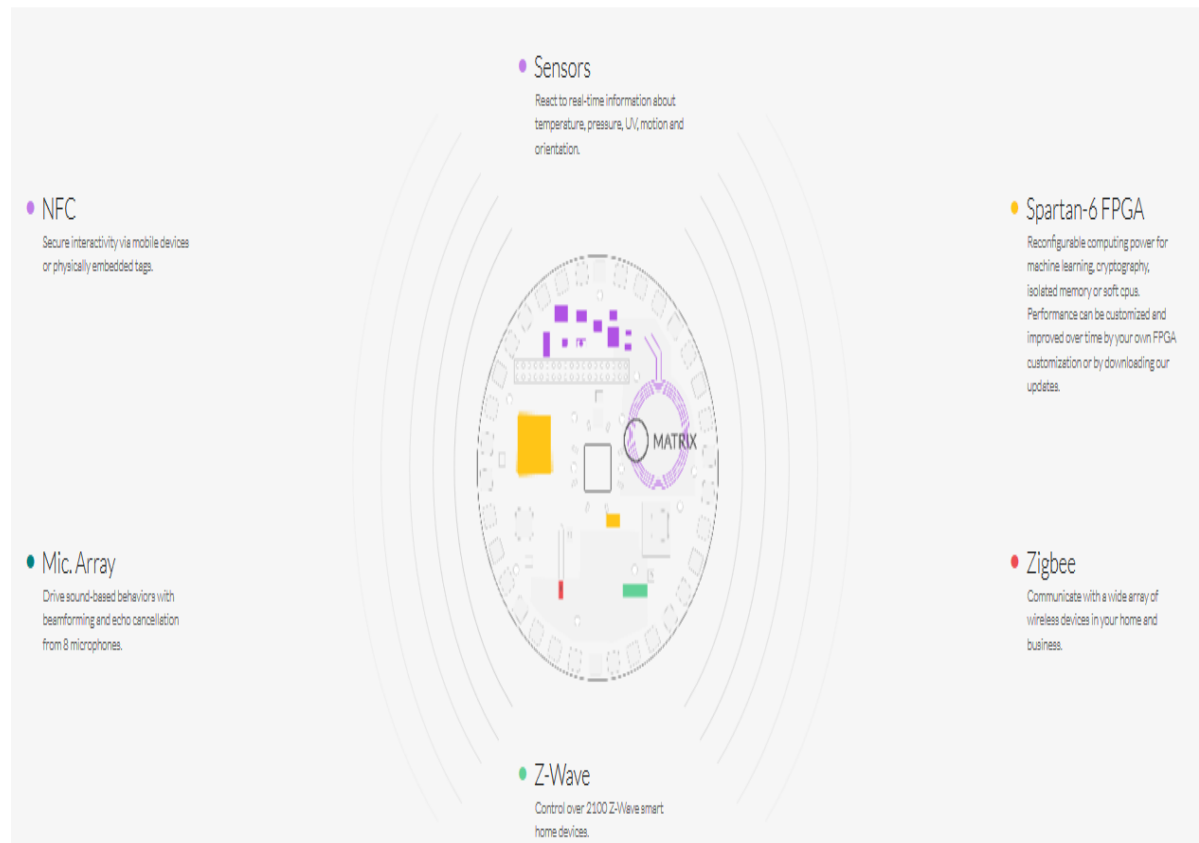 Sensors
React to real-time information about
temperature, pressure, UV, motion and
orientation.
NFC
Secure interactivity via mobile devices
or physically embedded tags.
Spartan-6 FPGA
Reconfigurable computing power for
machine learning, cryptography,
isolated memory or soft cpus.
Performance can be customized and
improved over time by your own FPGA
customization or by downloading our
updates.
MATRIX
Mic. Array
Drive sound-based behaviors with
beamforming and echo cancellation
from 8 microphones.
Zigbee
Communicate with a wide array of
wireless devices in your home and
business.
Z-Wave
Control over 2100 Z-Wave smart
home devices.